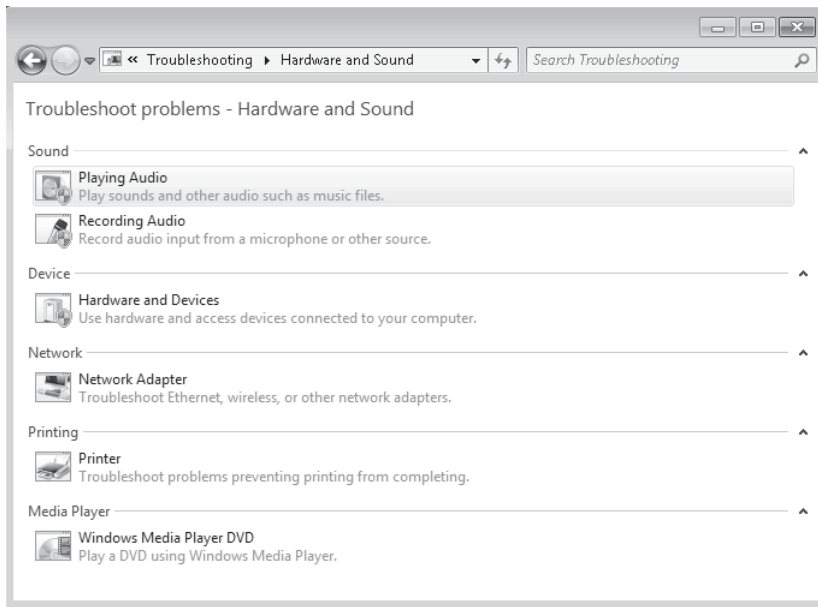 « Troubleshooting ▸ Hardware and Sound Search Troubleshooting
Troubleshoot problems - Hardware and Sound
Sound
Playing Audio
Play sounds and other audio such as music files.
Recording Audio
Record audio input from a microphone or other source.
Device
Hardware and Devices
Use hardware and access devices connected to your computer.
Network
Network Adapter
Troubleshoot Ethernet, wireless, or other network adapters.
Printing
Printer
Troubleshoot problems preventing printing from completing.
Media Player
Windows Media Player DVD
Play a DVD using Windows Media Player.